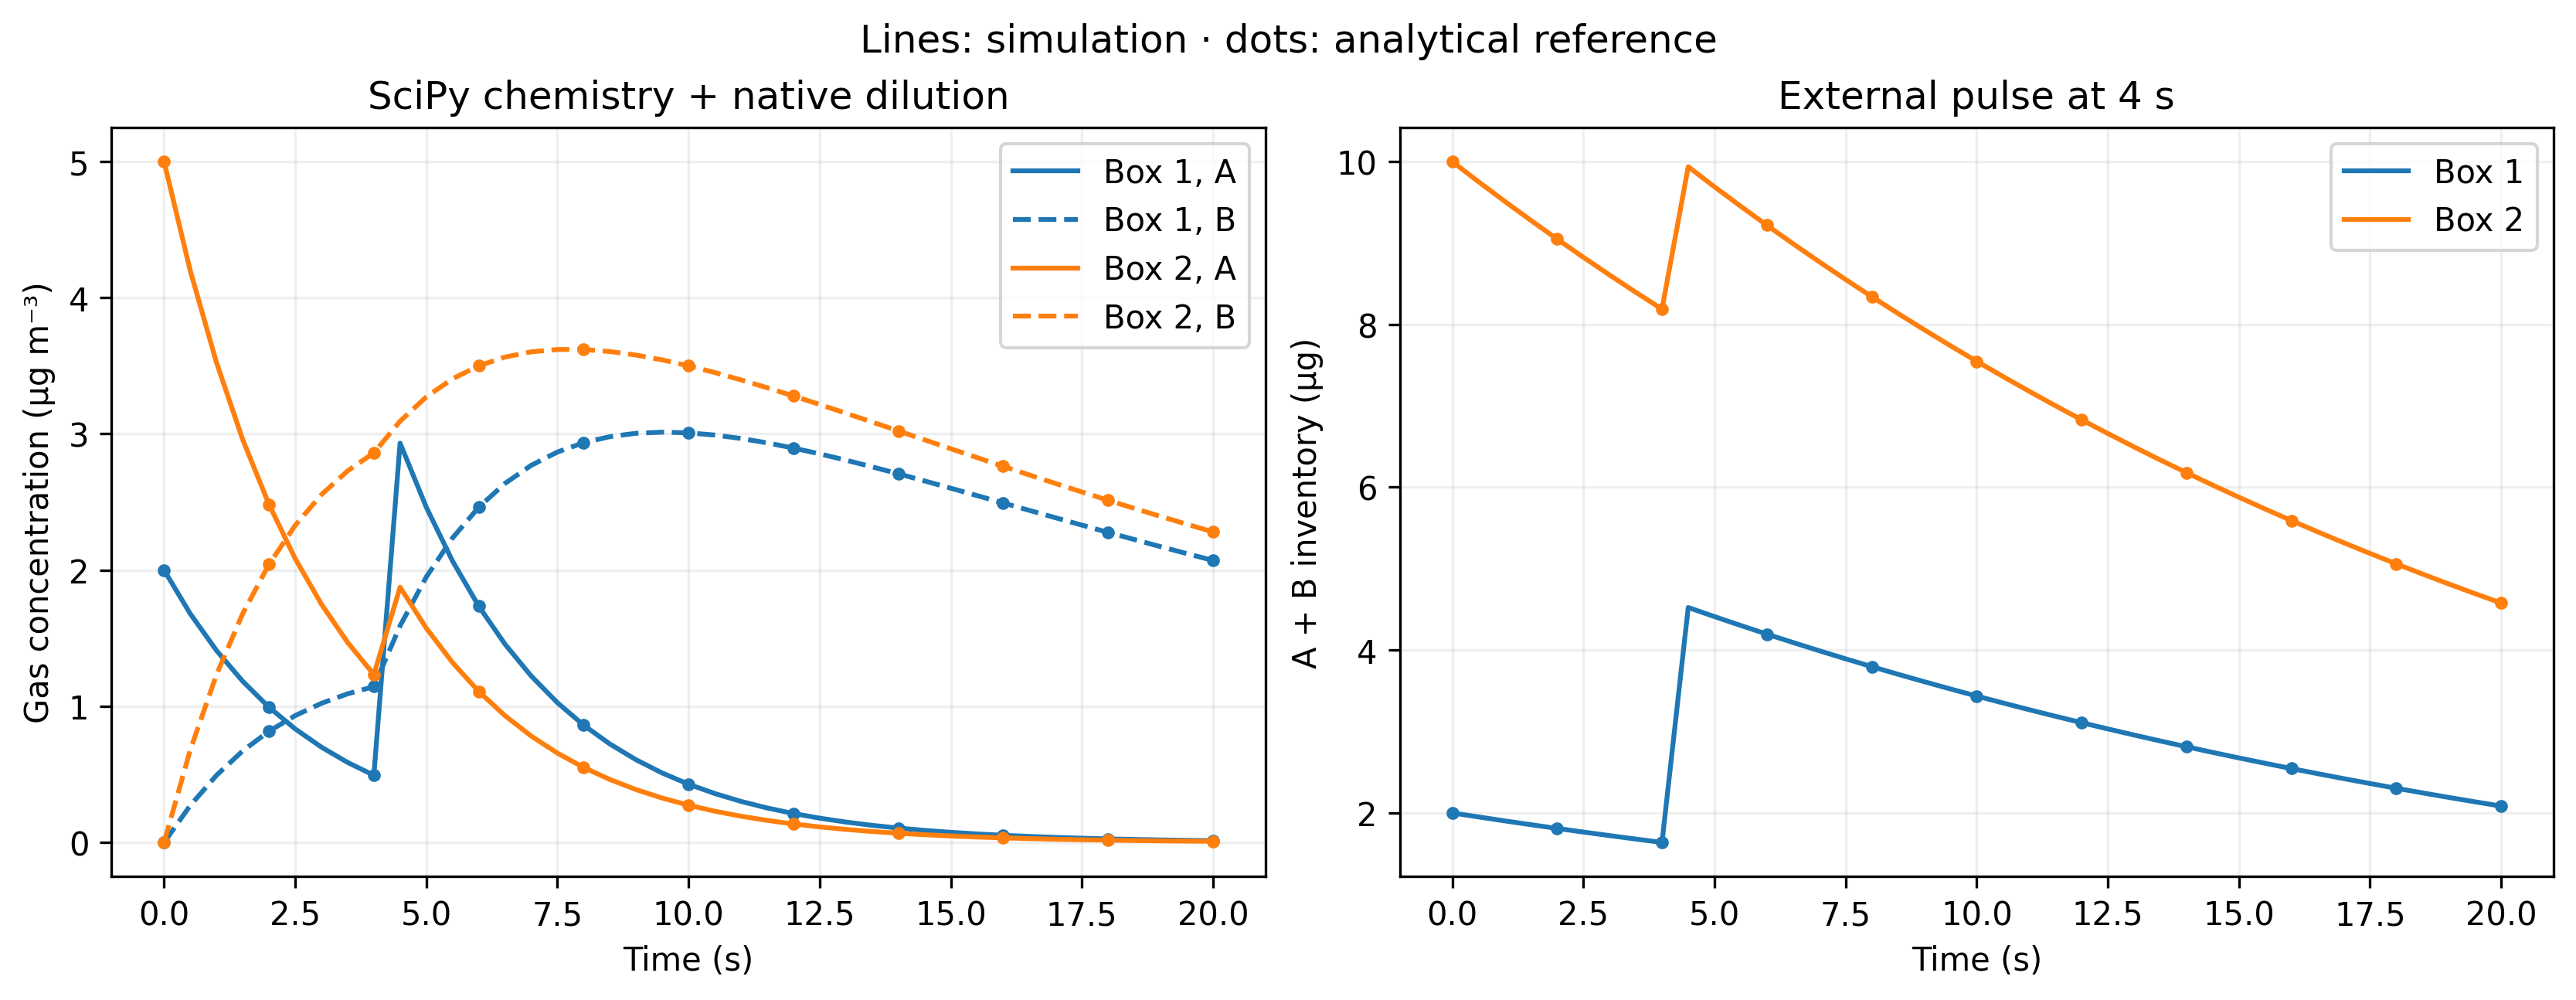 Lines: simulation · dots: analytical reference
SciPy chemistry + native dilution
Gas concentration (µg m⁻³)
5
4
3
2
1
0
Box 1, A
Box 1, B
Box 2, A
Box 2, B
0.0 2.5 5.0 7.5 10.0 12.5 15.0 17.5 20.0
Time (s)
External pulse at 4 s
A + B inventory (µg)
10
8
6
4
2
Box 1
Box 2
0.0 2.5 5.0 7.5 10.0 12.5 15.0 17.5 20.0
Time (s)